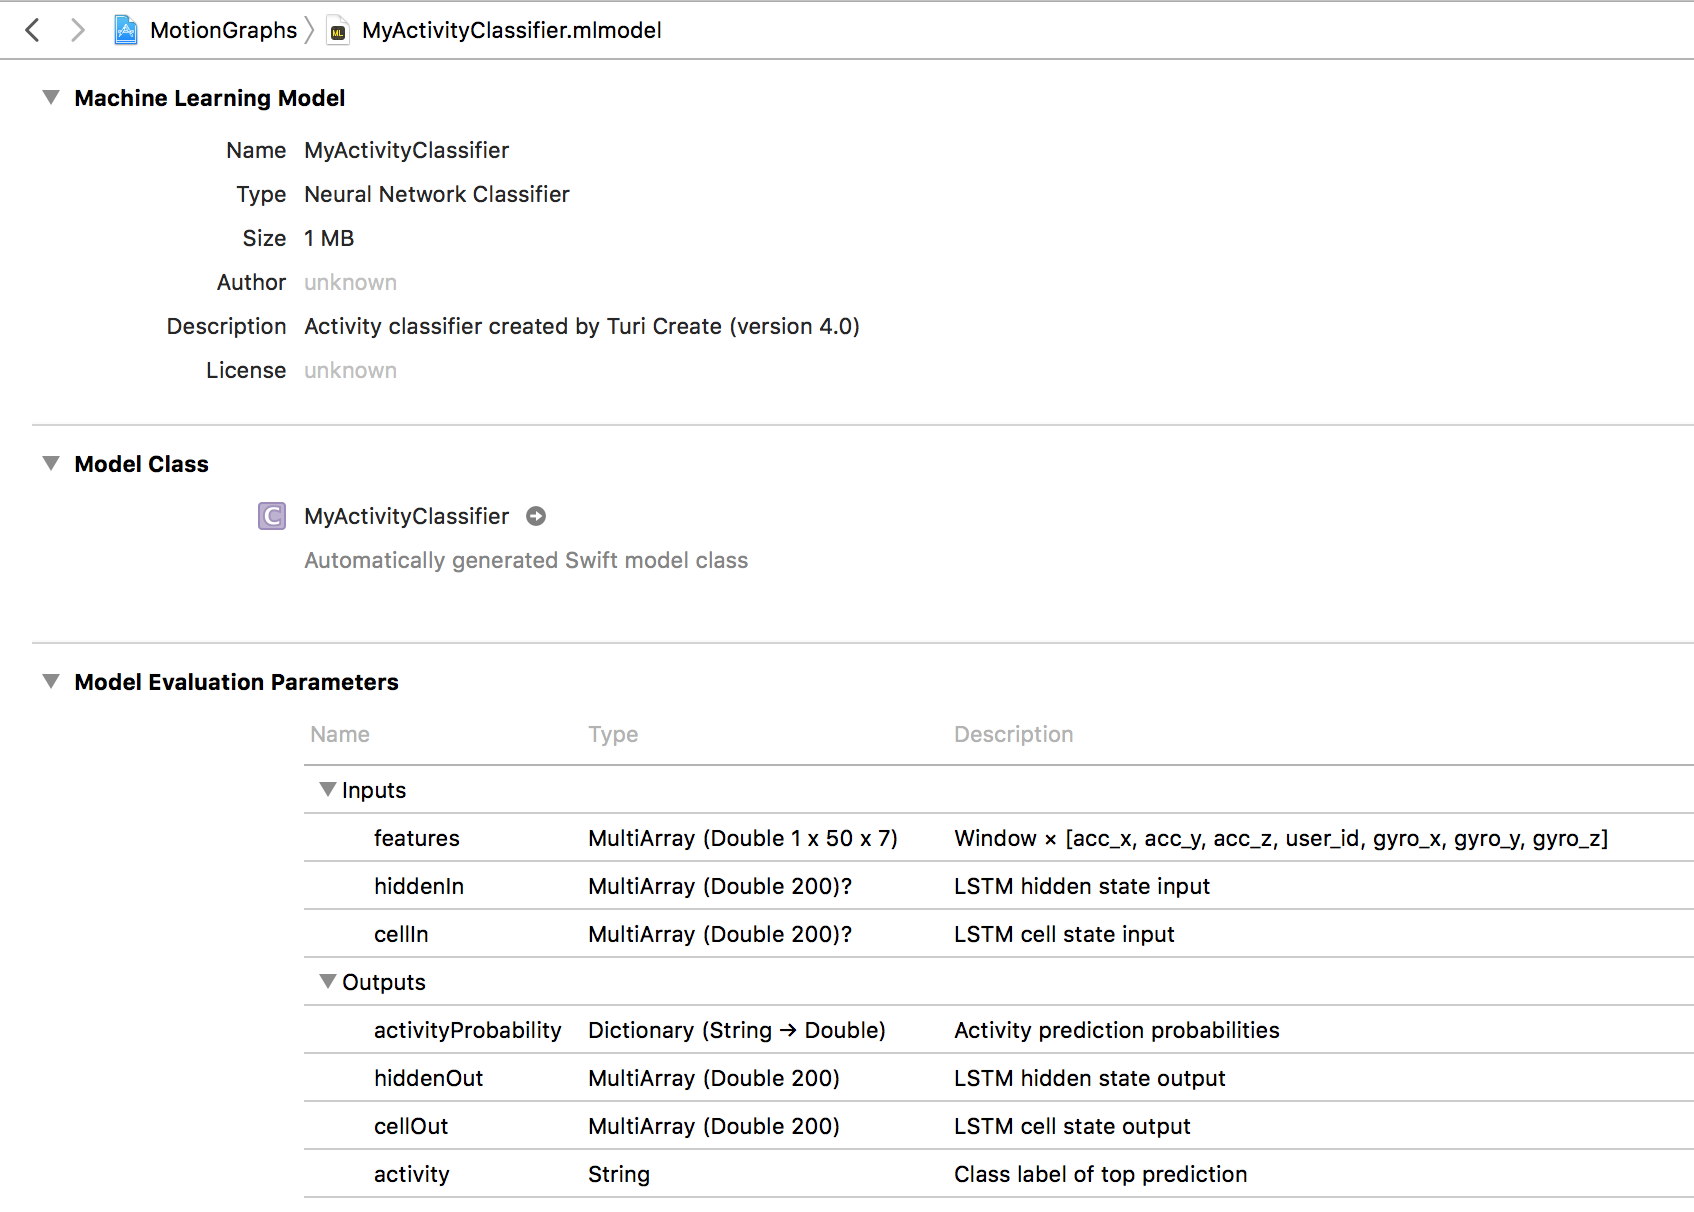 MotionGraphs MyActivityClassifier.mlmodel
Machine Learning Model
Name MyActivityClassifier
Type Neural Network Classifier
Size 1 MB
Author unknown
Description Activity classifier created by Turi Create (version 4.0)
License unknown
Model Class
C MyActivityClassifier
Automatically generated Swift model class
Model Evaluation Parameters
Name Type Description
Inputs
features MultiArray (Double 1 x 50 x 7) Window × [acc_x, acc_y, acc_z, user_id, gyro_x, gyro_y, gyro_z]
hiddenIn MultiArray (Double 200)? LSTM hidden state input
cellIn MultiArray (Double 200)? LSTM cell state input
Outputs
activityProbability Dictionary (String → Double) Activity prediction probabilities
hiddenOut MultiArray (Double 200) LSTM hidden state output
cellOut MultiArray (Double 200) LSTM cell state output
activity String Class label of top prediction